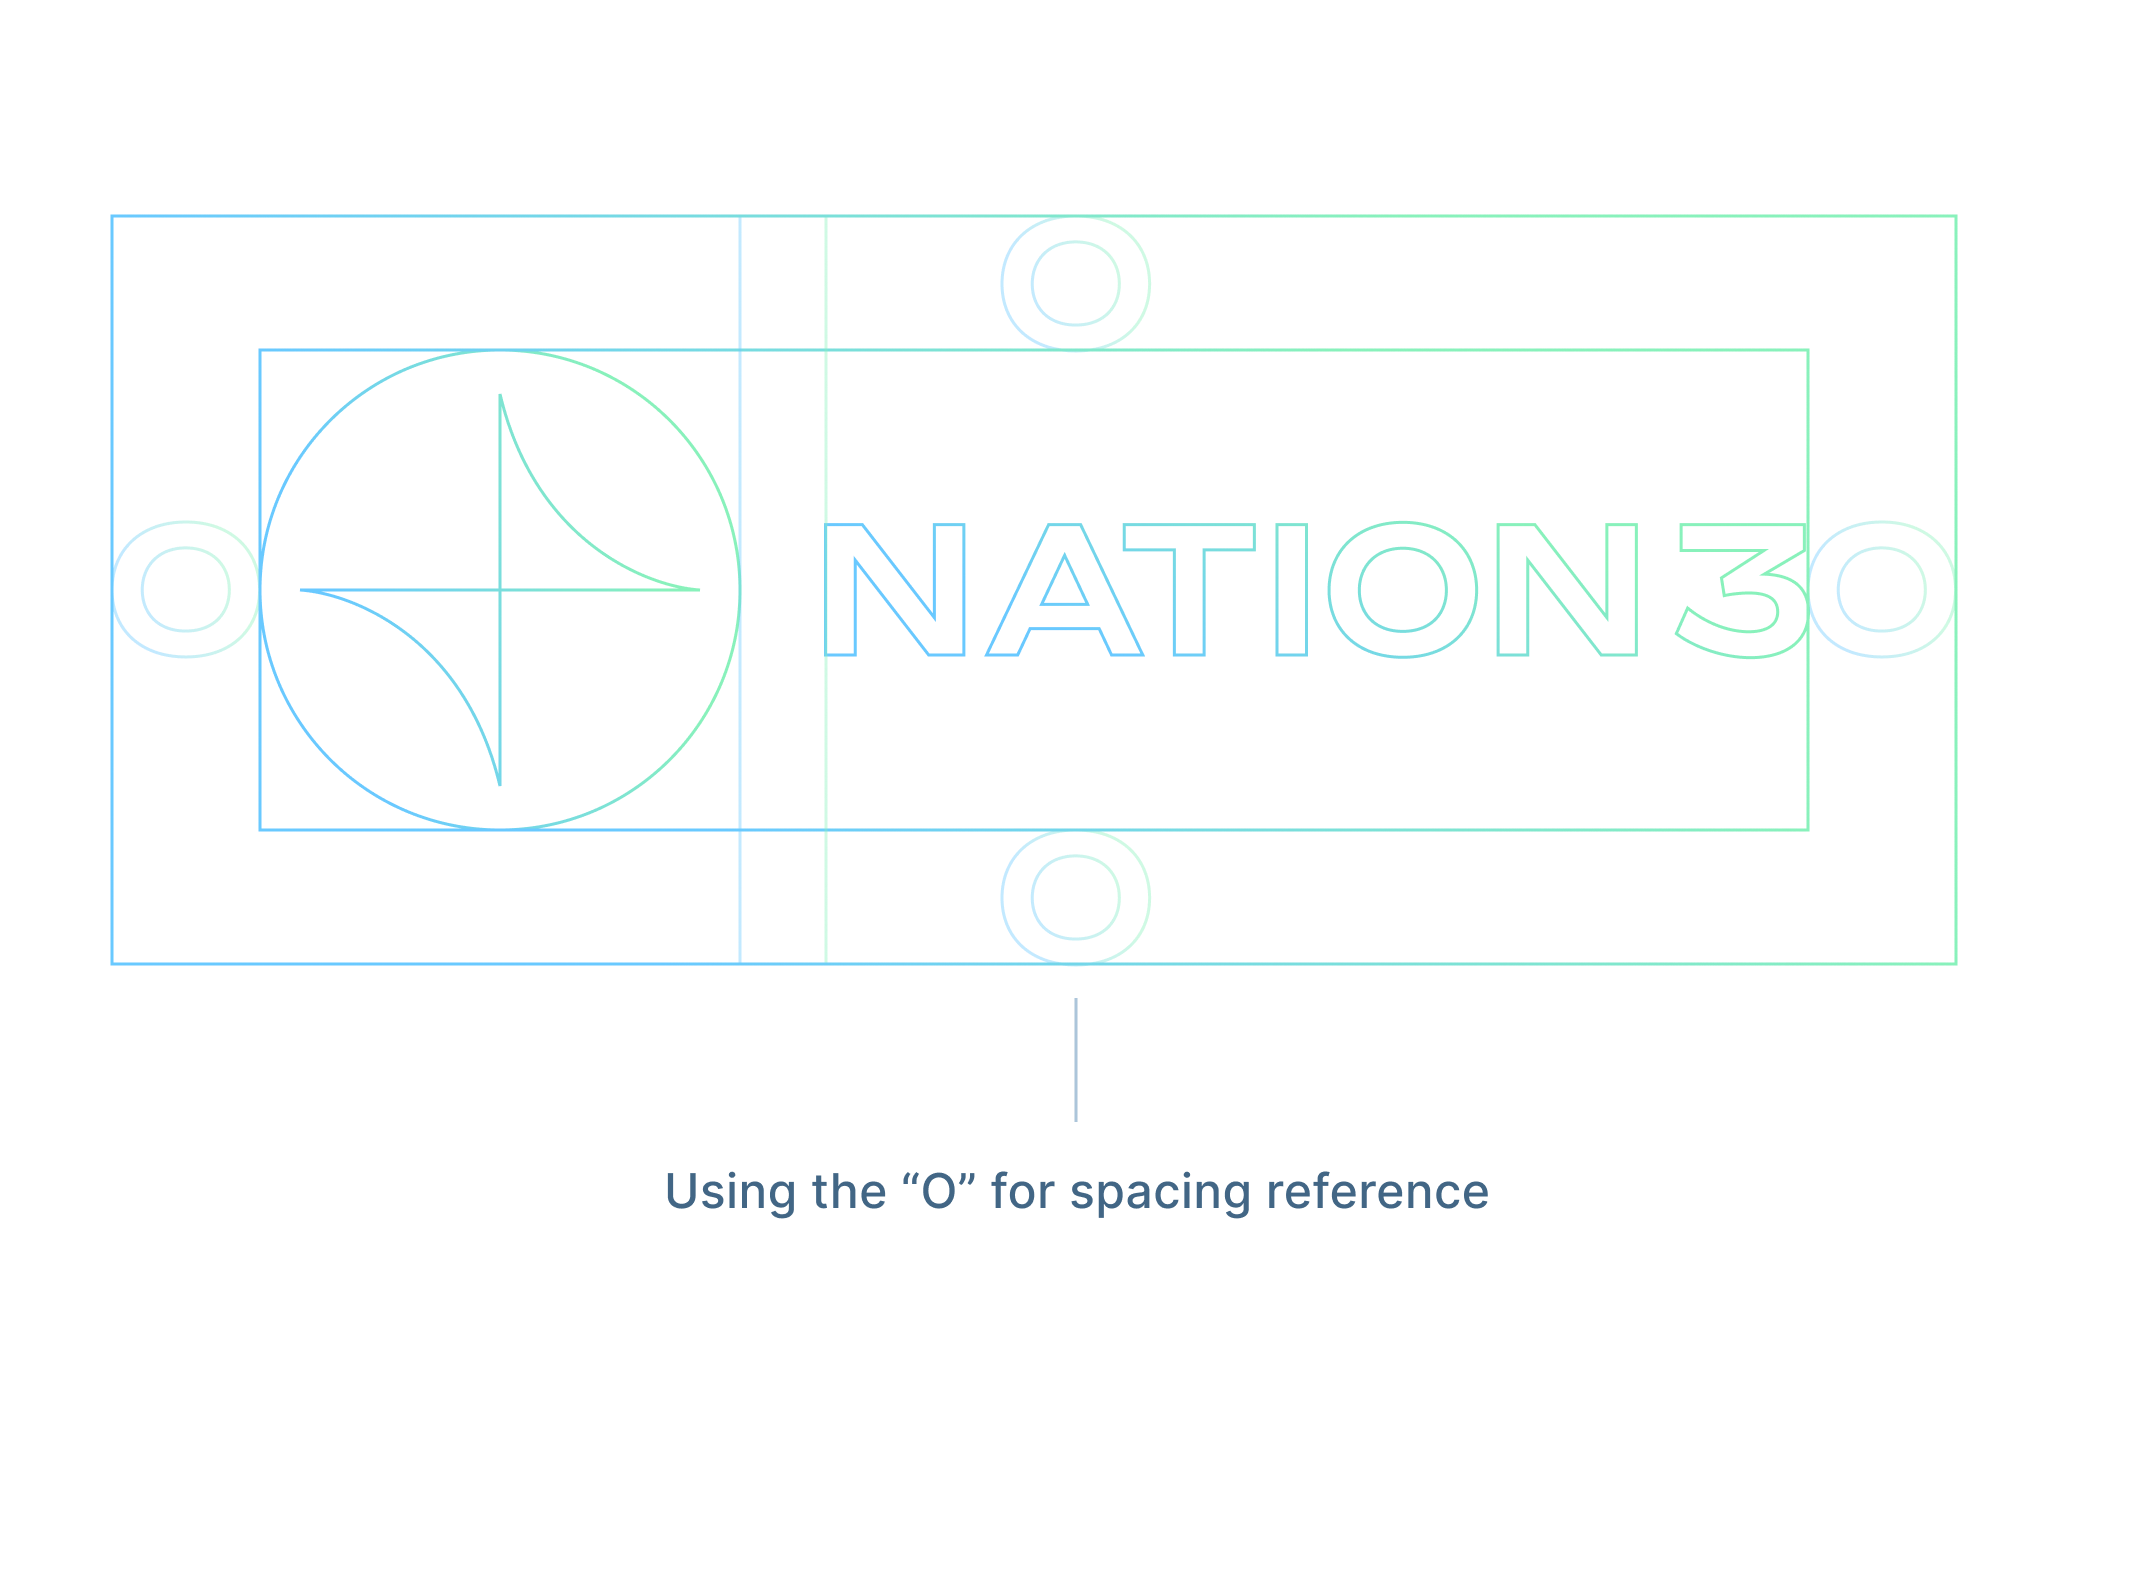 O
O NATION3 O
O
Using the “O” for spacing reference